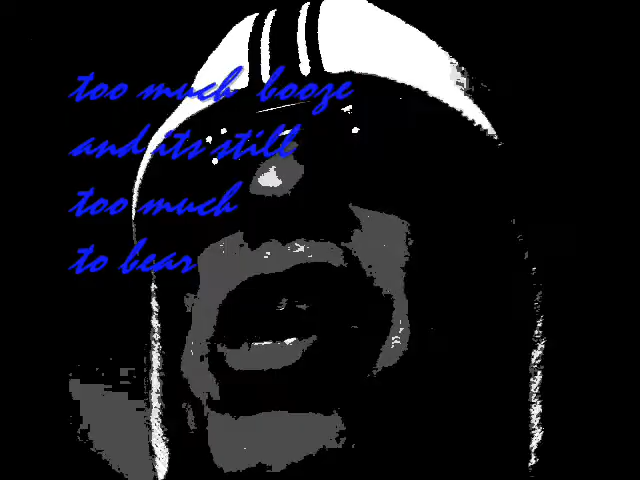 too much booze
and its still
too much
to bear